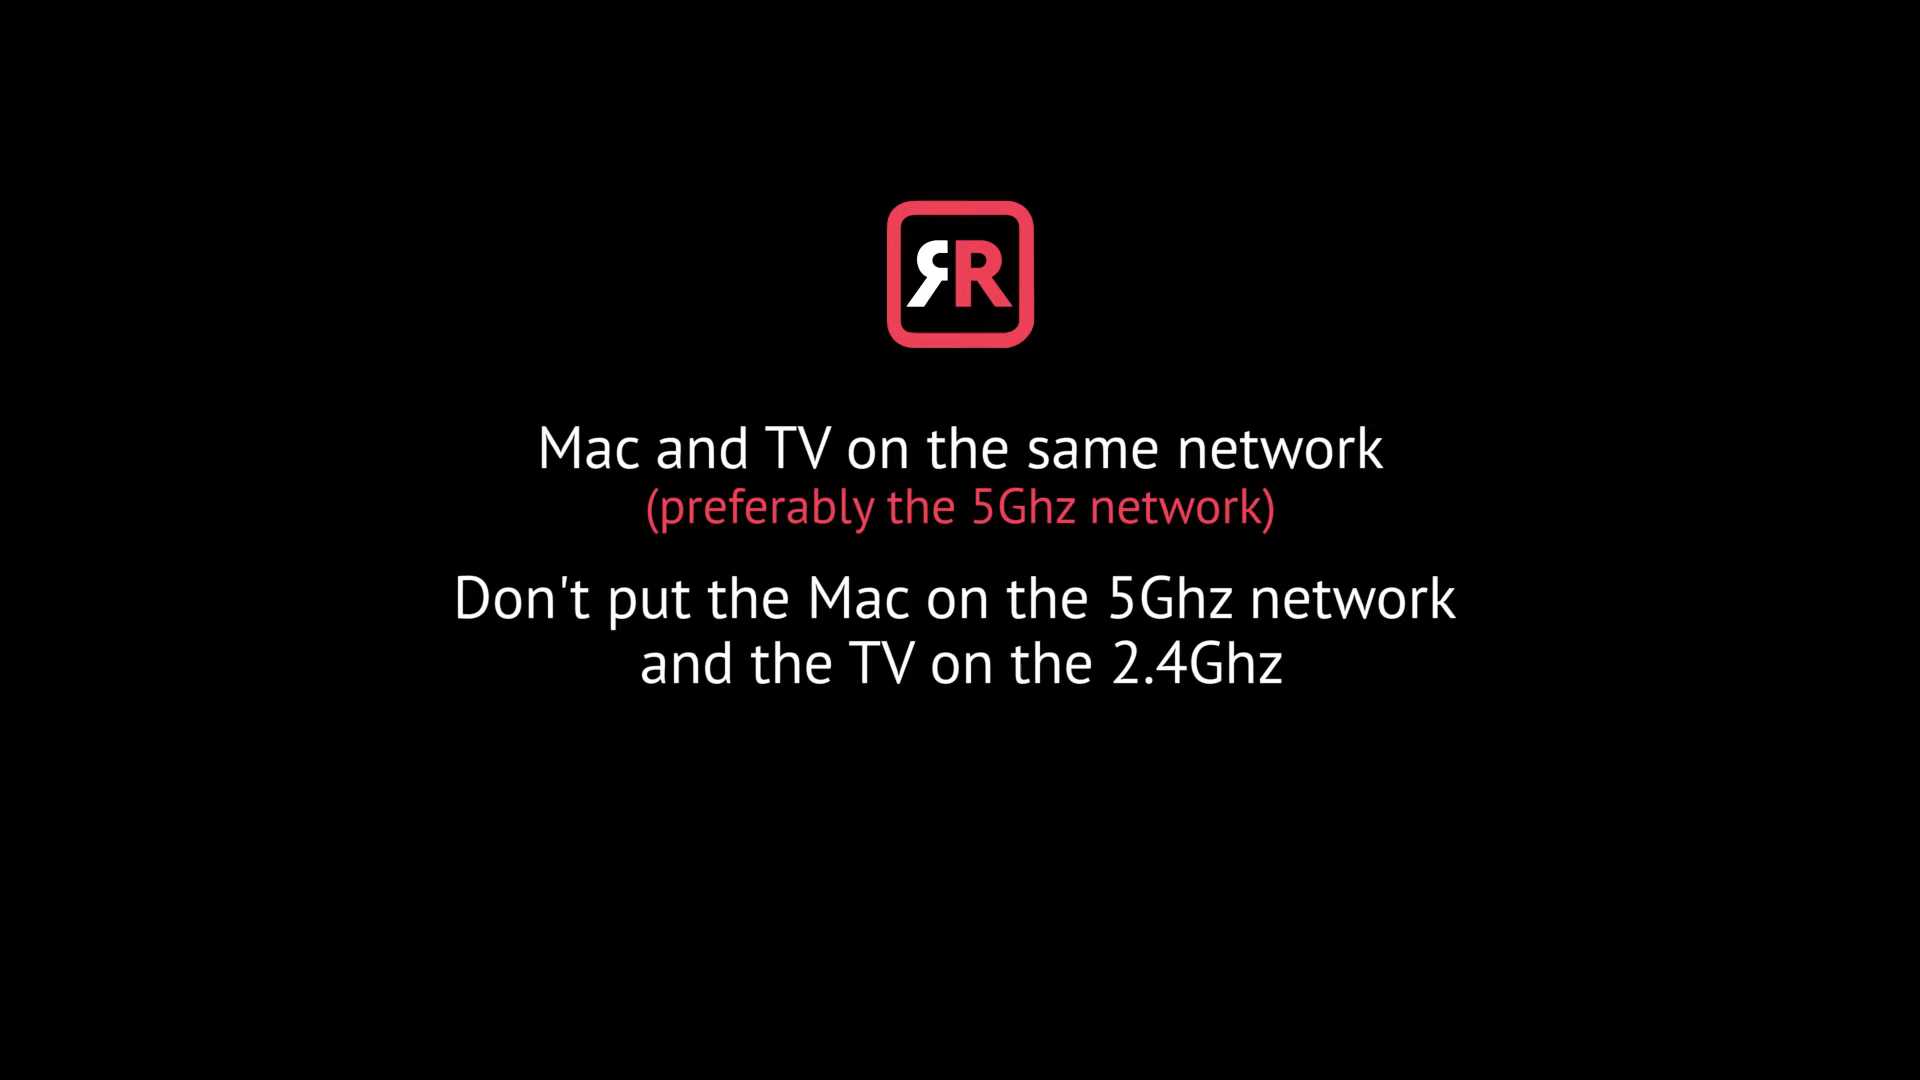 ЯR
Mac and TV on the same network
(preferably the 5Ghz network)
Don't put the Mac on the 5Ghz network
and the TV on the 2.4Ghz